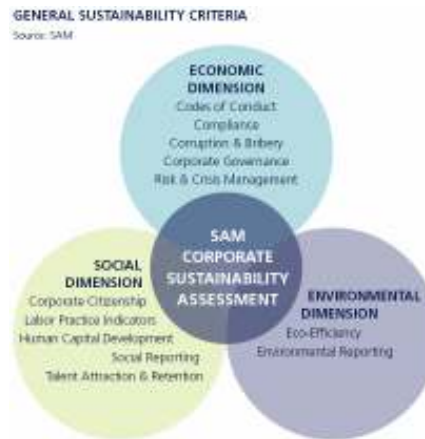 GENERAL SUSTAINABILITY CRITERIA
Source: SAM
ECONOMIC
DIMENSION
Codes of Conduct
Compliance
Corruption & Bribery
Corporate Governance
Risk & Crisis Management
SAM
CORPORATE
SUSTAINABILITY
ASSESSMENT
SOCIAL
DIMENSION
Corporate Citizenship
Labor Practice Indicators
Human Capital Development
Social Reporting
Talent Attraction & Retention
ENVIRONMENTAL
DIMENSION
Eco-Efficiency
Environmental Reporting